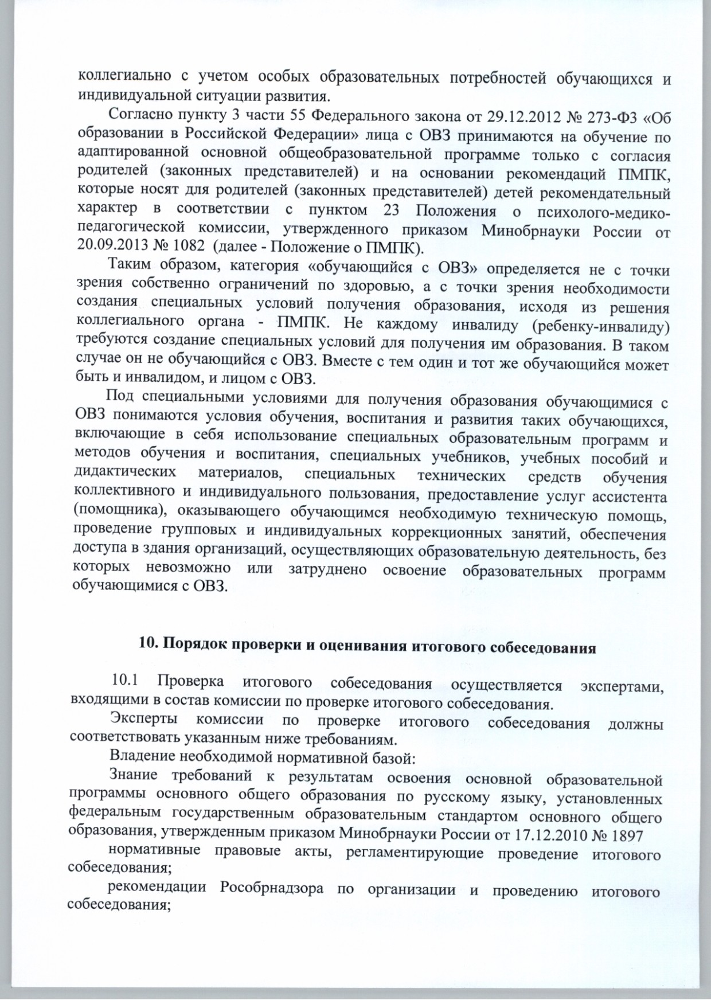 коллегиально с учетом особых образовательных потребностей обучающихся и
индивидуальной ситуации развития.
Согласно пункту 3 части 55 Федерального закона от 29.12.2012 № 273-ФЗ «Об
образовании в Российской Федерации» лица с ОВЗ принимаются на обучение по
адаптированной основной общеобразовательной программе только с согласия
родителей (законных представителей) и на основании рекомендаций ПМПК,
которые носят для родителей (законных представителей) детей рекомендательный
характер в соответствии с пунктом 23 Положения о психолого-медико-
педагогической комиссии, утвержденного приказом Минобрнауки России от
20.09.2013 № 1082 (далее - Положение о ПМПК).
Таким образом, категория «обучающийся с ОВЗ» определяется не с точки
зрения собственно ограничений по здоровью, а с точки зрения необходимости
создания специальных условий получения образования, исходя из решения
коллегиального органа - ПМПК. Не каждому инвалиду (ребенку-инвалиду)
требуются создание специальных условий для получения им образования. В таком
случае он не обучающийся с ОВЗ. Вместе с тем один и тот же обучающийся может
быть и инвалидом, и лицом с ОВЗ.
Под специальными условиями для получения образования обучающимися с
ОВЗ понимаются условия обучения, воспитания и развития таких обучающихся,
включающие в себя использование специальных образовательным программ и
методов обучения и воспитания, специальных учебников, учебных пособий и
дидактических материалов, специальных технических средств обучения
коллективного и индивидуального пользования, предоставление услуг ассистента
(помощника), оказывающего обучающимся необходимую техническую помощь,
проведение групповых и индивидуальных коррекционных занятий, обеспечения
доступа в здания организаций, осуществляющих образовательную деятельность, без
которых невозможно или затруднено освоение образовательных программ
обучающимися с ОВЗ.
10. Порядок проверки и оценивания итогового собеседования
10.1 Проверка итогового собеседования осуществляется экспертами,
входящими в состав комиссии по проверке итогового собеседования.
Эксперты комиссии по проверке итогового собеседования должны
соответствовать указанным ниже требованиям.
Владение необходимой нормативной базой:
Знание требований к результатам освоения основной образовательной
программы основного общего образования по русскому языку, установленных
федеральным государственным образовательным стандартом основного общего
образования, утвержденным приказом Минобрнауки России от 17.12.2010 № 1897
нормативные правовые акты, регламентирующие проведение итогового
собеседования;
рекомендации Рособрнадзора по организации и проведению итогового
собеседования;